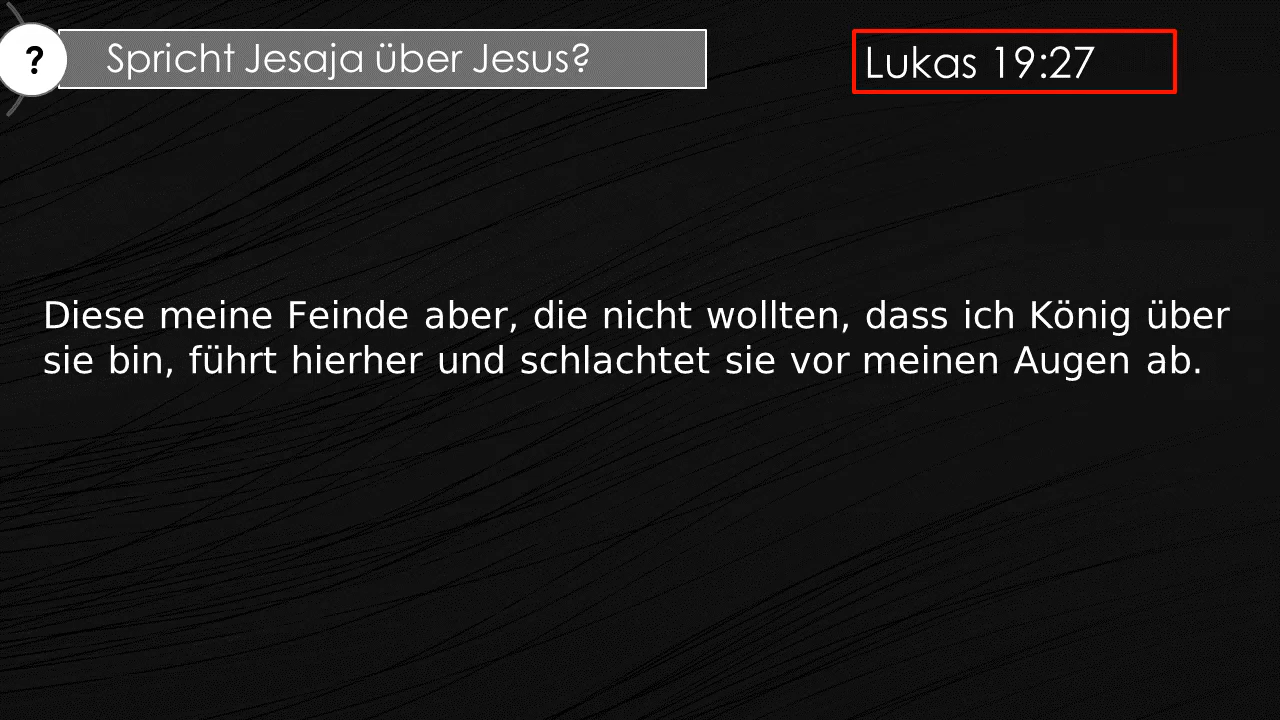 ?
Spricht Jesaja über Jesus?
Lukas 19:27
Diese meine Feinde aber, die nicht wollten, dass ich König über
sie bin, führt hierher und schlachtet sie vor meinen Augen ab.